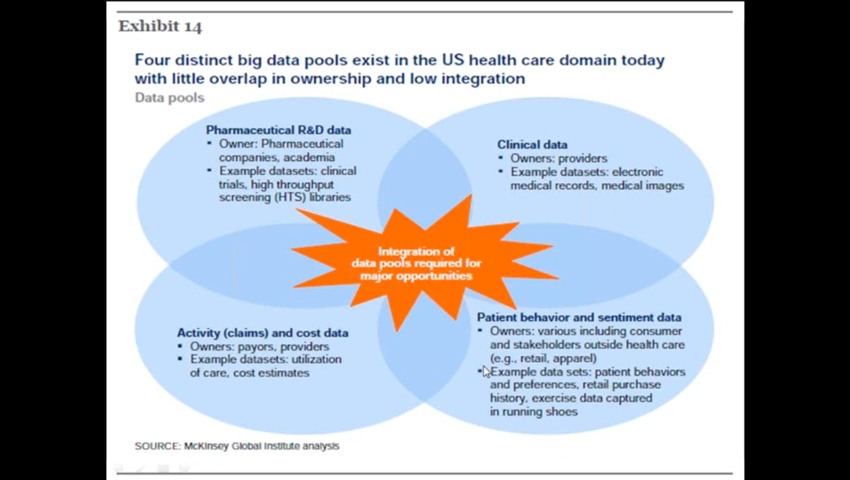 Exhibit 14
Four distinct big data pools exist in the US health care domain today
with little overlap in ownership and low integration
Data pools
Pharmaceutical R&D data
▪ Owner: Pharmaceutical
companies, academia
▪ Example datasets: clinical
trials, high throughput
screening (HTS) libraries
Clinical data
▪ Owners: providers
▪ Example datasets: electronic
medical records, medical images
Integration of
data pools required for
major opportunities
Activity (claims) and cost data
▪ Owners: payors, providers
▪ Example datasets: utilization
of care, cost estimates
Patient behavior and sentiment data
▪ Owners: various including consumer
and stakeholders outside health care
(e.g., retail, apparel)
▪ Example data sets: patient behaviors
and preferences, retail purchase
history, exercise data captured
in running shoes
SOURCE: McKinsey Global Institute analysis